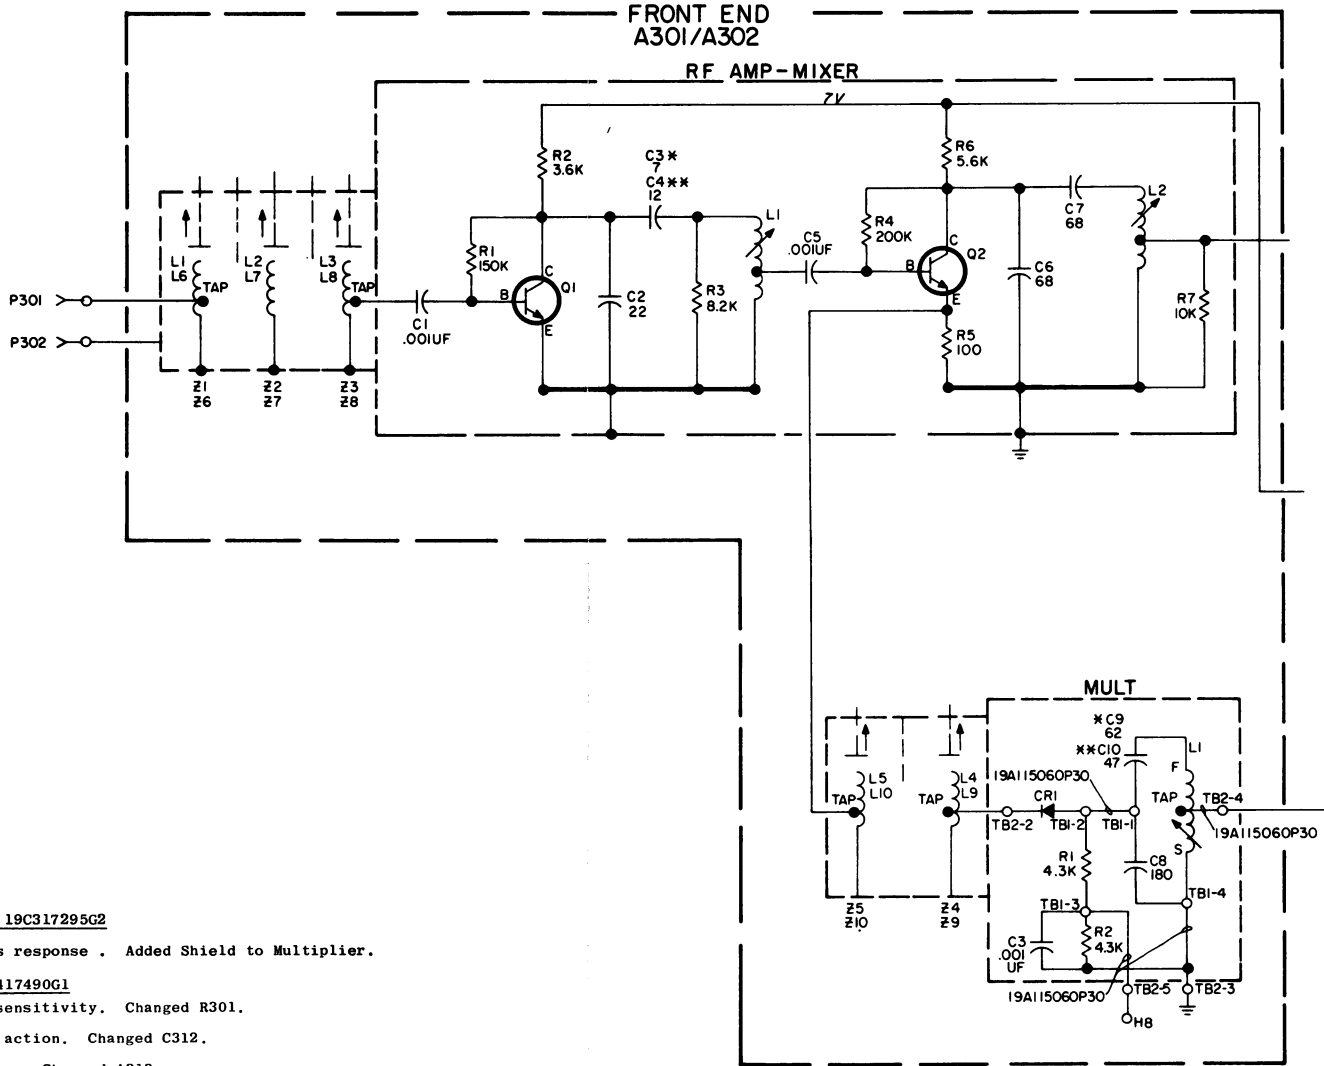 FRONT END
A301/A302
RF AMP-MIXER
7V
R2
3.6K
C3*
7
C4**
12
R6
5.6K
L2
C7
68
L1
R1
150K
R4
200K
C5
.001UF
C
Q2
B
E
L1
L6
TAP
L2
L7
L3
L8
TAP
C
Q1
B
E
C2
22
R3
8.2K
C6
68
R7
10K
P301
P302
C1
.001UF
R5
100
Z1
Z6
Z2
Z7
Z3
Z8
MULT
*C9
62
**C10
47
L1
F
19A115060P30
CR1
TAP
TB2-4
L5
L10
TAP
L4
L9
TAP
TB2-2
TB1-2
TB1-1
19A115060P30
S
R1
4.3K
C8
180
TB1-4
TB1-3
Z5
Z10
Z4
Z9
R2
4.3K
C3
.001
UF
19A115060P30
TB2-5
TB2-3
H8
19C317295G2
s response . Added Shield to Multiplier.
417490G1
sensitivity. Changed R301.
action. Changed C312.